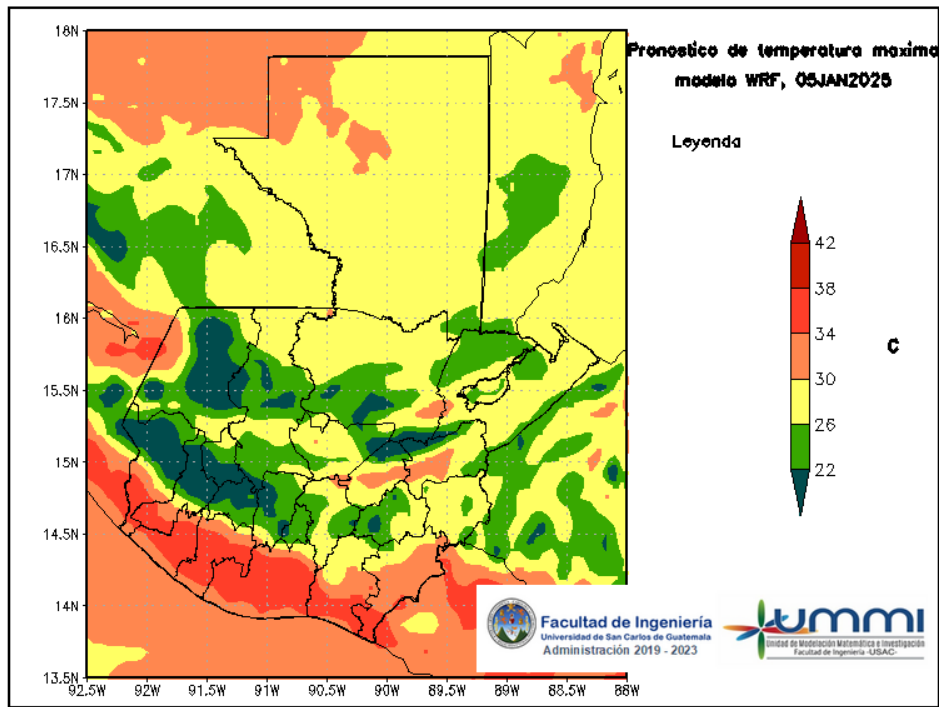 Pronostico de temperatura maxima
modelo WRF, 05JAN2025
Leyenda
18N
17.5N
17N
16.5N
16N
15.5N
15N
14.5N
14N
13.5N
92.5W
92W
91.5W
91W
90.5W
90W
89.5W
89W
88.5W
88W
42
38
34
30
26
22
C
Facultad de Ingeniería
Universidad de San Carlos de Guatemala
Administración 2019 - 2023
UMMI
Unidad de Modelación Matemática e Investigación
Facultad de Ingeniería -USAC-